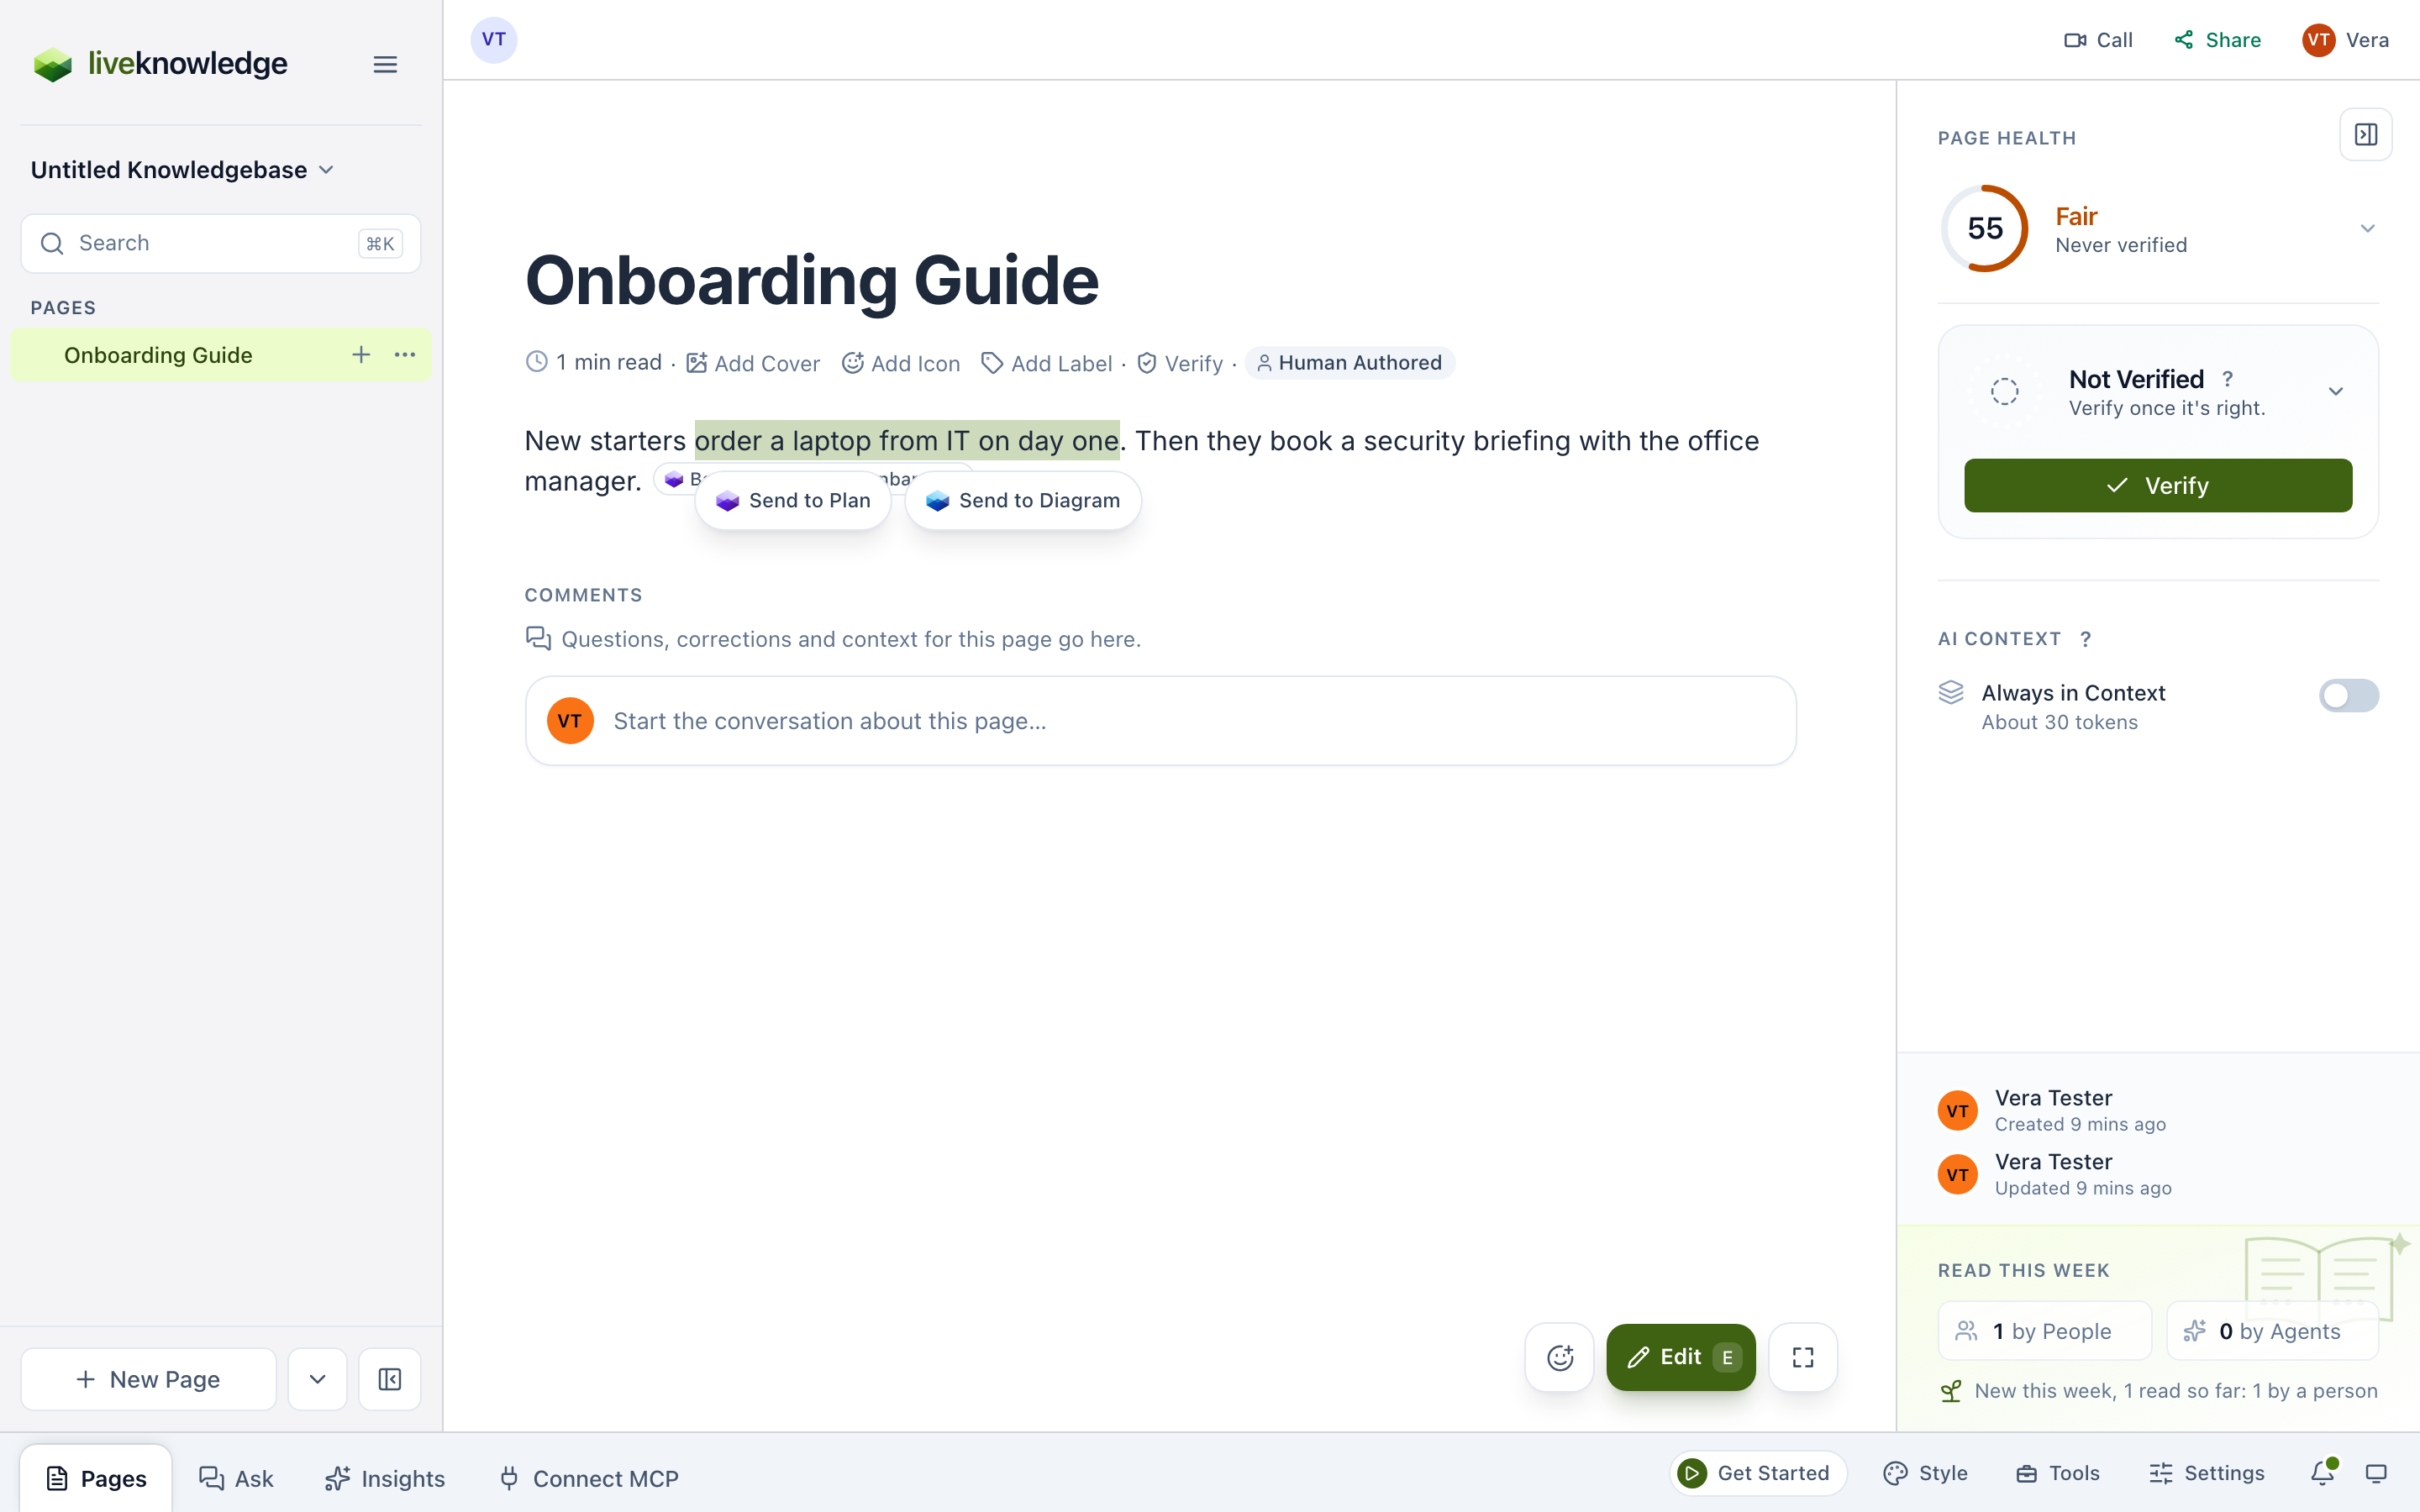 liveknowledge
Untitled Knowledgebase
Search
⌘K
PAGES
Onboarding Guide
New Page
VT
Call
Share
VT
Vera
Onboarding Guide
1 min read · Add Cover Add Icon Add Label · Verify · Human Authored
New starters order a laptop from IT on day one. Then they book a security briefing with the office
manager.
Send to Plan
Send to Diagram
COMMENTS
Questions, corrections and context for this page go here.
VT
Start the conversation about this page...
Edit E
PAGE HEALTH
55
Fair
Never verified
Not Verified ?
Verify once it's right.
Verify
AI CONTEXT ?
Always in Context
About 30 tokens
VT
Vera Tester
Created 9 mins ago
VT
Vera Tester
Updated 9 mins ago
READ THIS WEEK
1 by People
0 by Agents
New this week, 1 read so far: 1 by a person
Pages
Ask
Insights
Connect MCP
Get Started
Style
Tools
Settings